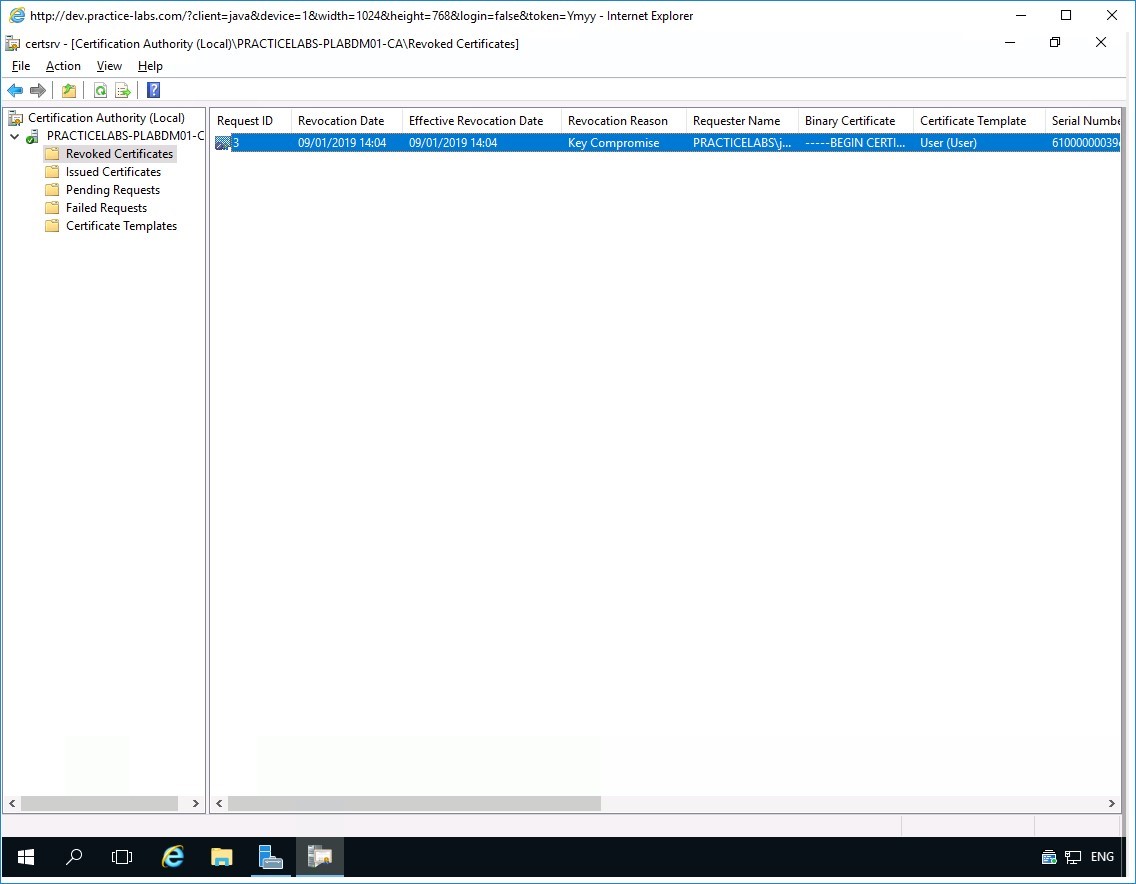 http://dev.practice-labs.com/?client=java&device=1&width=1024&height=768&login=false&token=Ymyy - Internet Explorer
certsrv - [Certification Authority (Local)\PRACTICELABS-PLABDM01-CA\Revoked Certificates]
File Action View Help
Certification Authority (Local)
PRACTICELABS-PLABDM01-C
Revoked Certificates
Issued Certificates
Pending Requests
Failed Requests
Certificate Templates
Request ID Revocation Date Effective Revocation Date Revocation Reason Requester Name Binary Certificate Certificate Template Serial Numbe
3 09/01/2019 14:04 09/01/2019 14:04 Key Compromise PRACTICELABS\j... -----BEGIN CERTI... User (User)
ENG